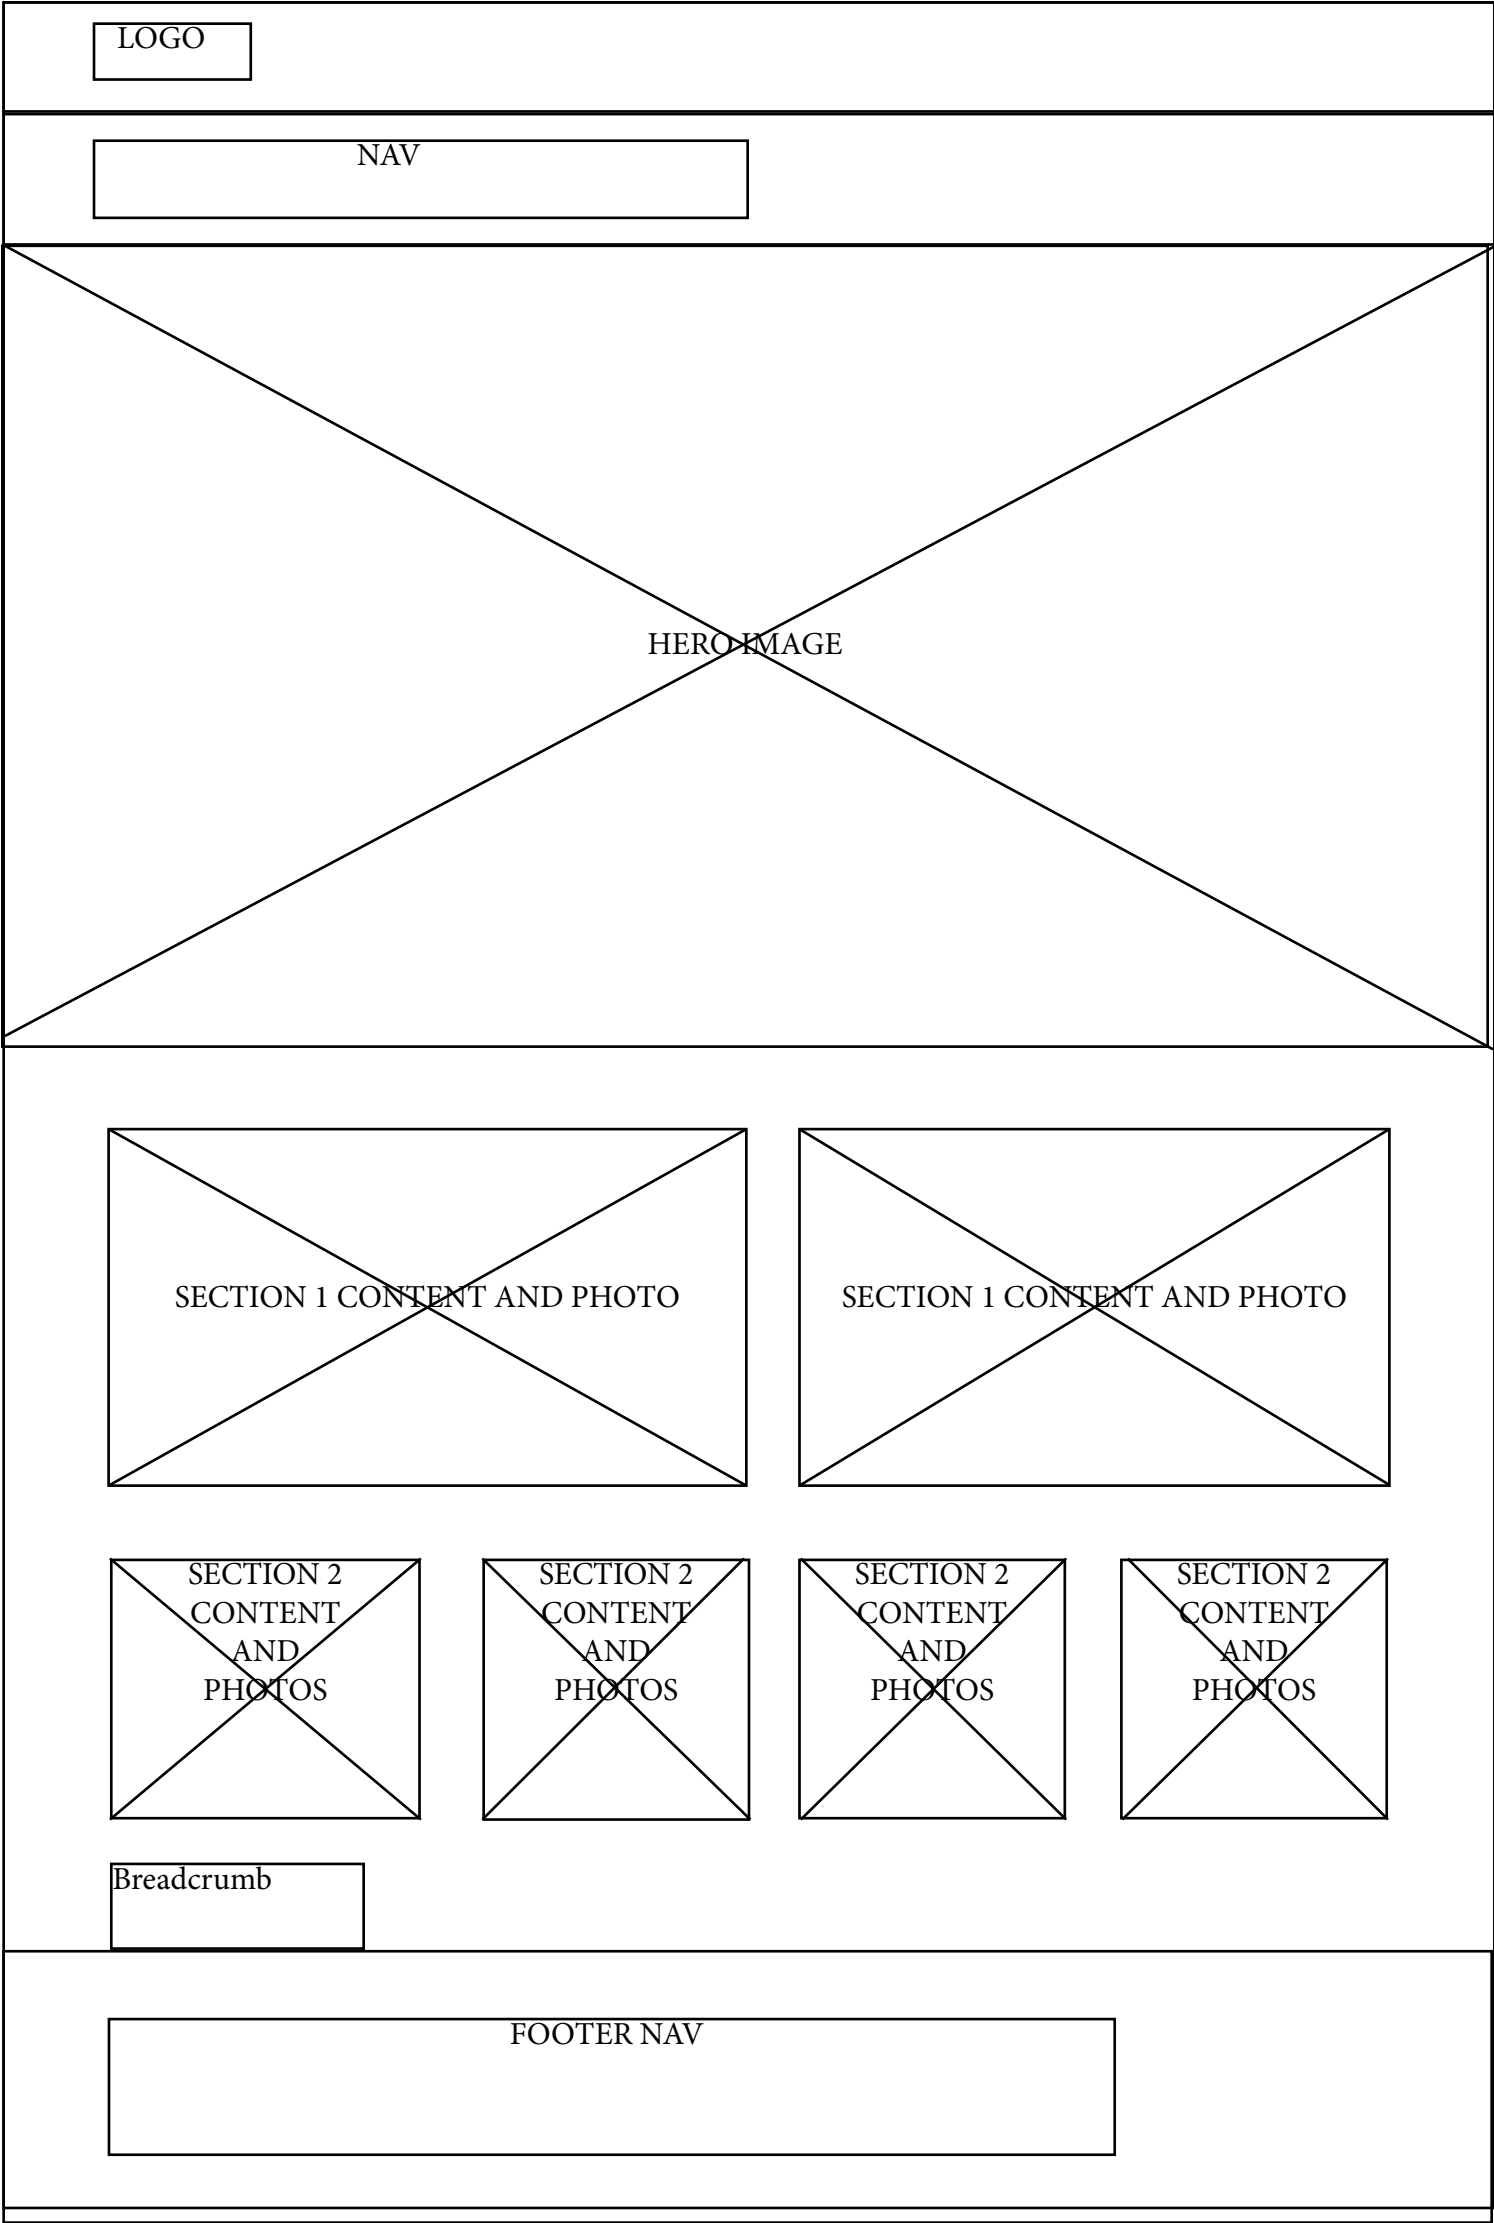 LOGO
NAV
HERO IMAGE
SECTION 1 CONTENT AND PHOTO
SECTION 1 CONTENT AND PHOTO
SECTION 2
CONTENT
AND
PHOTOS
SECTION 2
CONTENT
AND
PHOTOS
SECTION 2
CONTENT
AND
PHOTOS
SECTION 2
CONTENT
AND
PHOTOS
Breadcrumb
FOOTER NAV